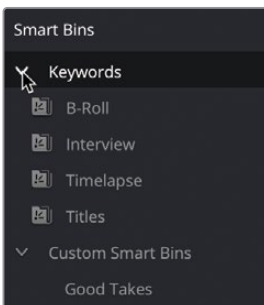 Smart Bins
Keywords
B-Roll
Interview
Timelapse
Titles
Custom Smart Bins
Good Takes